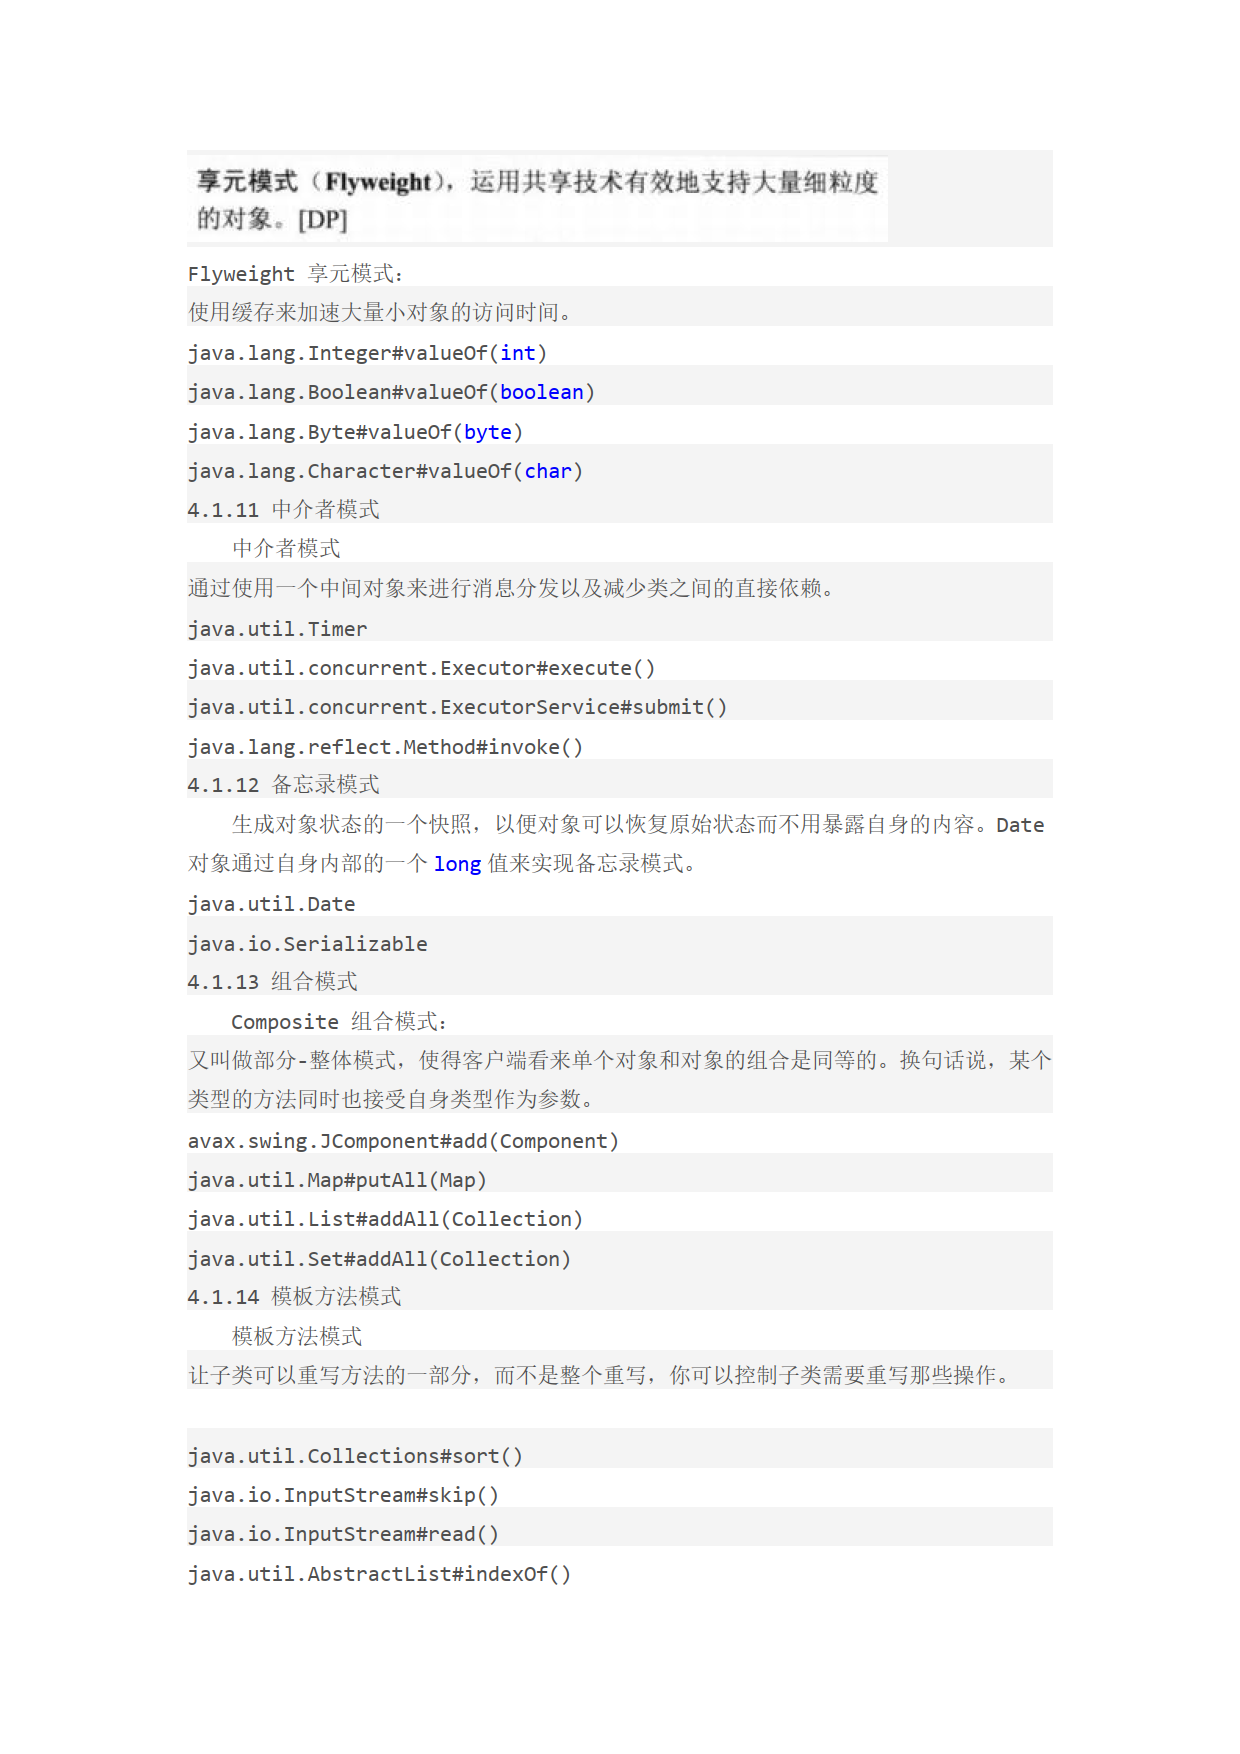 享元模式（Flyweight），运用共享技术有效地支持大量细粒度
的对象。[DP]
Flyweight 享元模式：
使用缓存来加速大量小对象的访问时间。
java.lang.Integer#valueOf(int)
java.lang.Boolean#valueOf(boolean)
java.lang.Byte#valueOf(byte)
java.lang.Character#valueOf(char)
4.1.11 中介者模式
中介者模式
通过使用一个中间对象来进行消息分发以及减少类之间的直接依赖。
java.util.Timer
java.util.concurrent.Executor#execute()
java.util.concurrent.ExecutorService#submit()
java.lang.reflect.Method#invoke()
4.1.12 备忘录模式
生成对象状态的一个快照，以便对象可以恢复原始状态而不用暴露自身的内容。Date
对象通过自身内部的一个 long 值来实现备忘录模式。
java.util.Date
java.io.Serializable
4.1.13 组合模式
Composite 组合模式：
又叫做部分-整体模式，使得客户端看来单个对象和对象的组合是同等的。换句话说，某个
类型的方法同时也接受自身类型作为参数。
avax.swing.JComponent#add(Component)
java.util.Map#putAll(Map)
java.util.List#addAll(Collection)
java.util.Set#addAll(Collection)
4.1.14 模板方法模式
模板方法模式
让子类可以重写方法的一部分，而不是整个重写，你可以控制子类需要重写那些操作。
java.util.Collections#sort()
java.io.InputStream#skip()
java.io.InputStream#read()
java.util.AbstractList#indexOf()